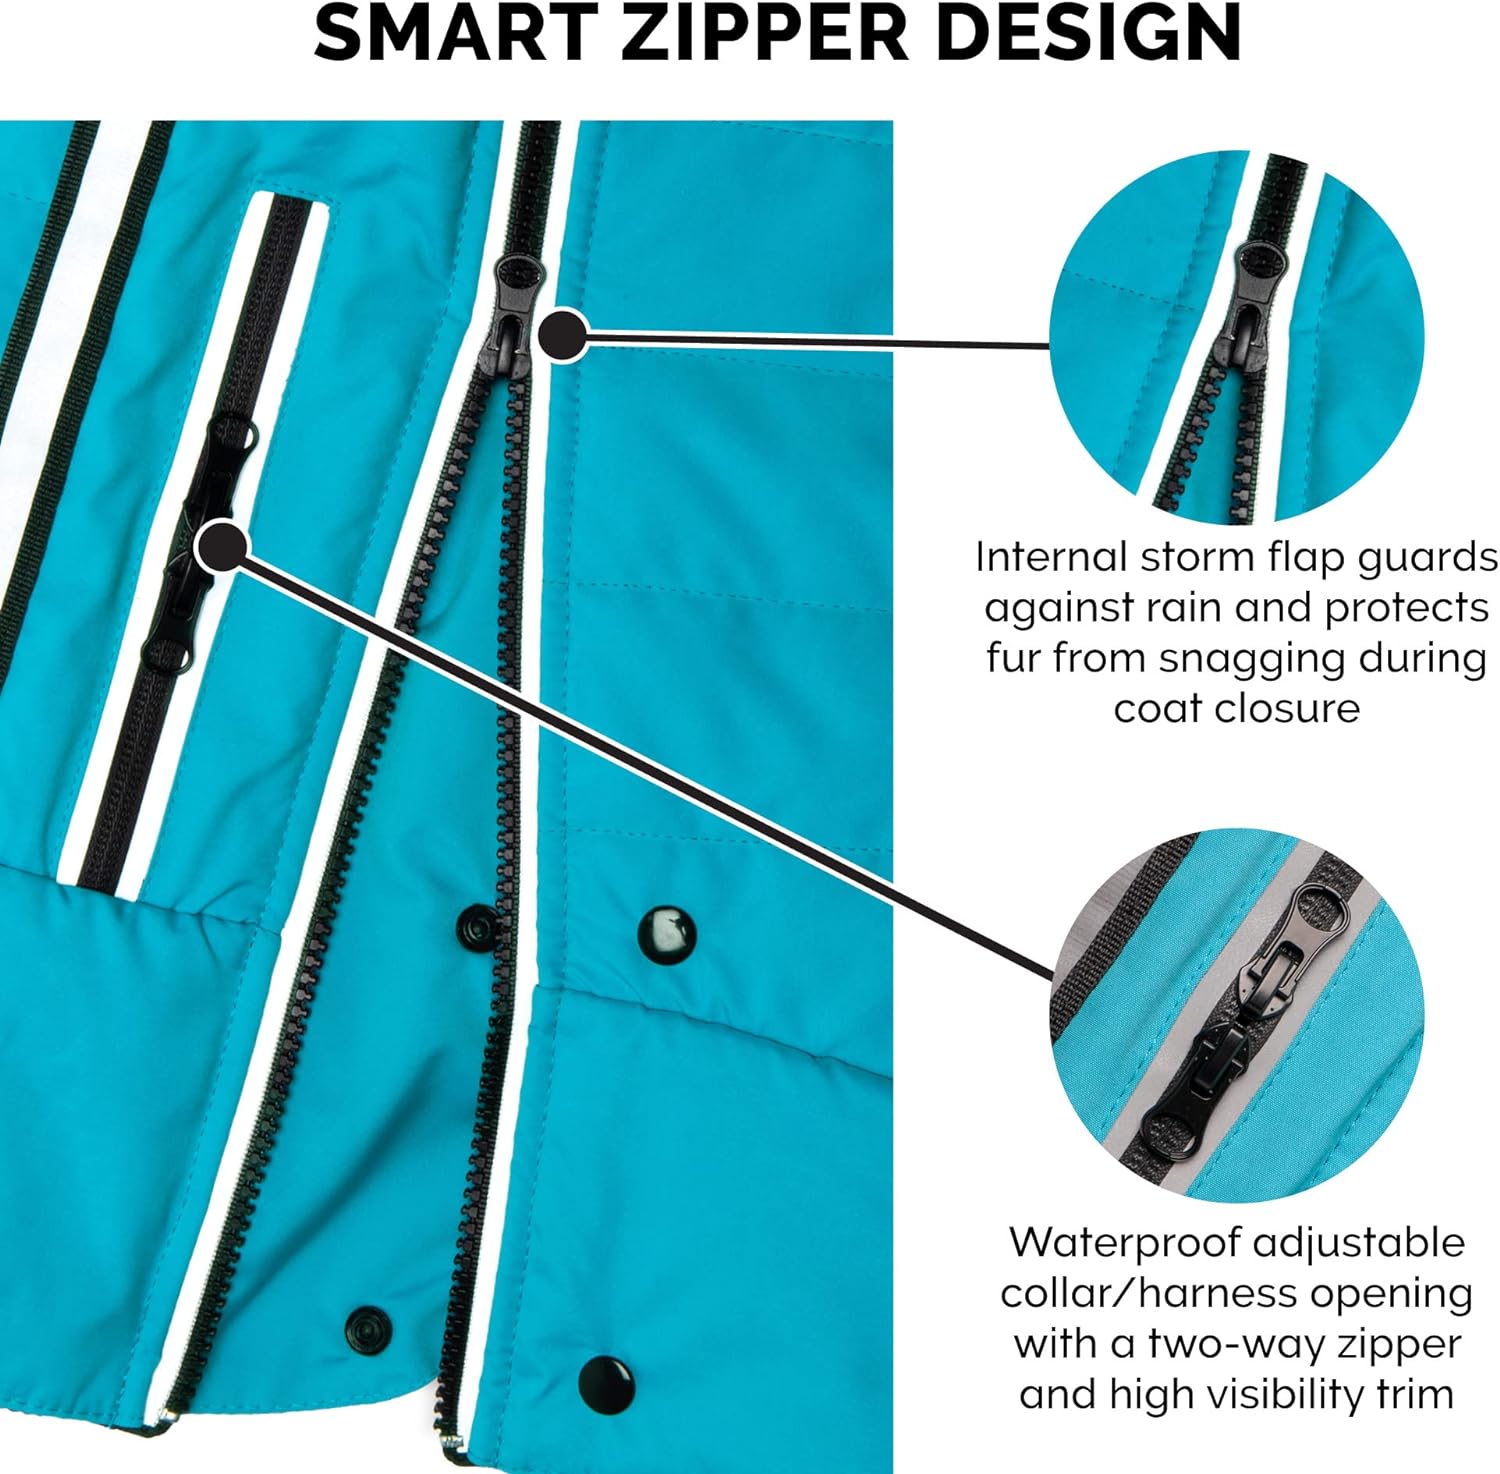 SMART ZIPPER DESIGN
Internal storm flap guards
against rain and protects
fur from snagging during
coat closure
Waterproof adjustable
collar/harness opening
with a two-way zipper
and high visibility trim